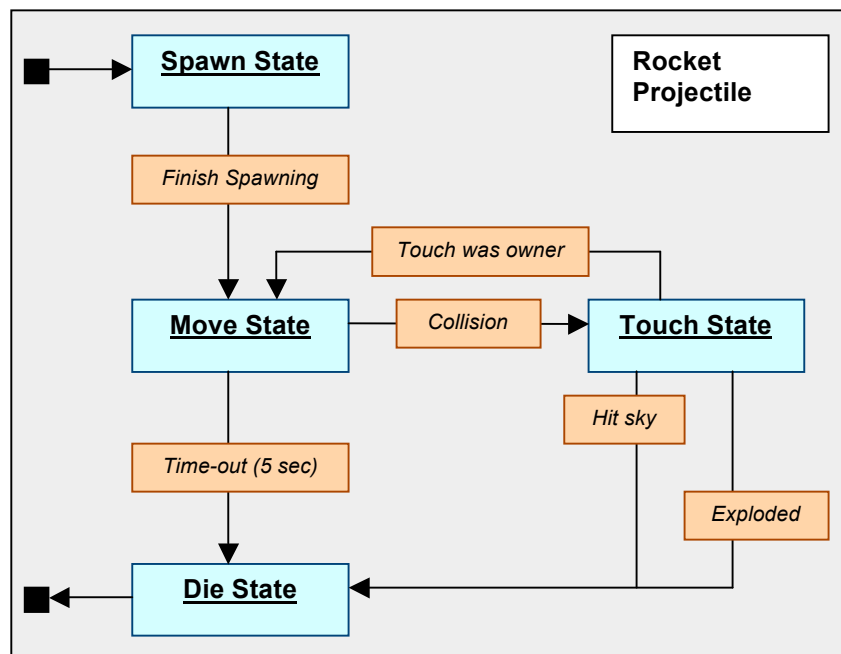 Spawn State
Rocket
Projectile
Finish Spawning
Touch was owner
Move State
Collision
Touch State
Hit sky
Time-out (5 sec)
Exploded
Die State